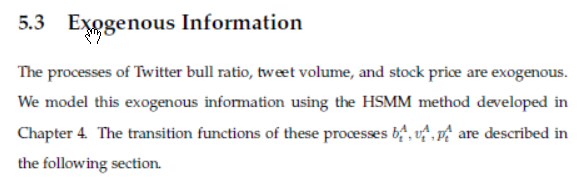 5.3 Exogenous Information
The processes of Twitter bull ratio, tweet volume, and stock price are exogenous.
We model this exogenous information using the HSMM method developed in
Chapter 4. The transition functions of these processes b_t^A, v_t^A, p_t^A are described in
the following section.